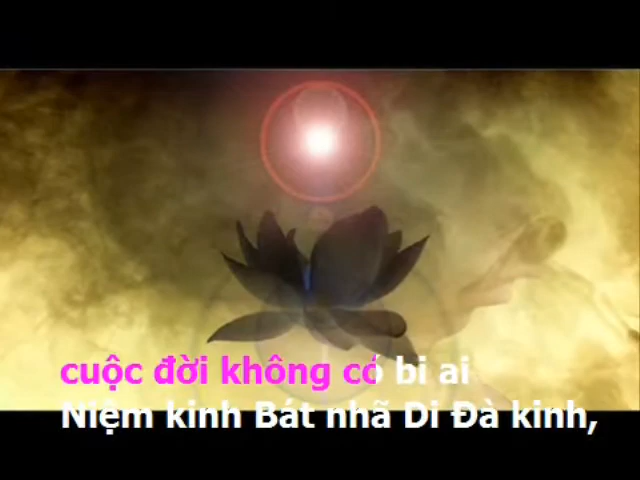 cuộc đời không có bi ai
Niệm kinh Bát nhã Di Đà kinh,